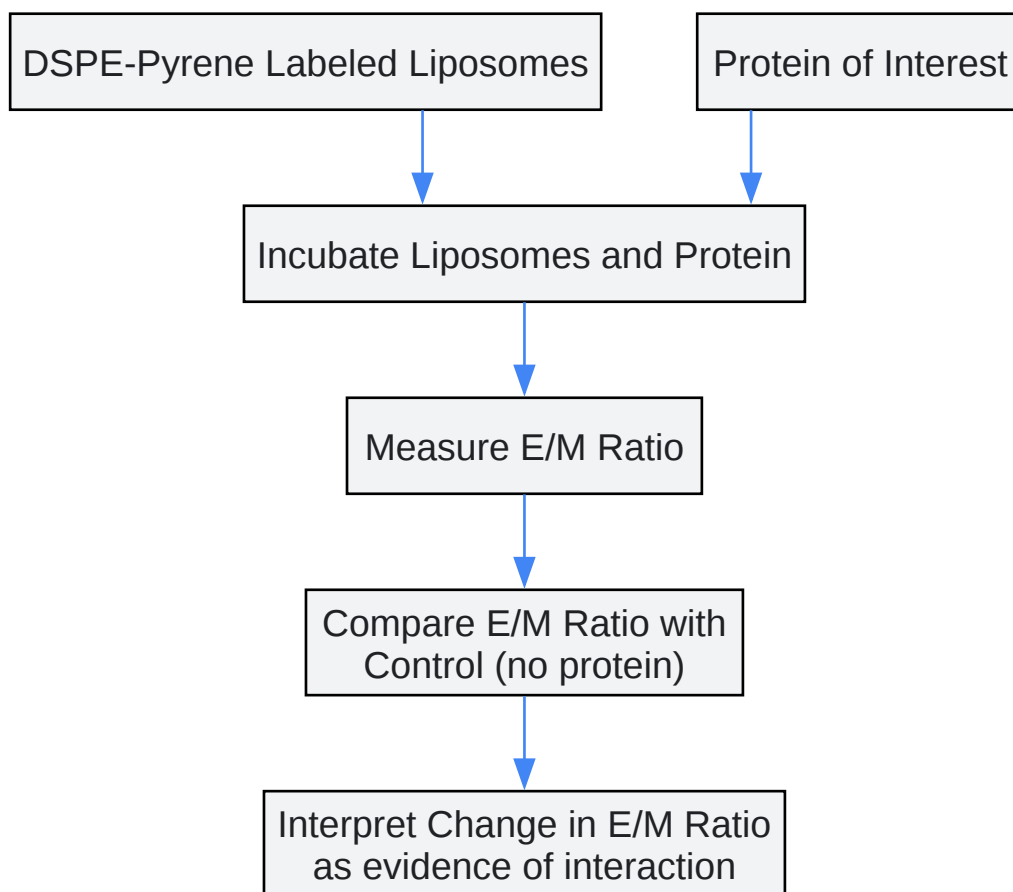 DSPE-Pyrene Labeled Liposomes
Protein of Interest
Incubate Liposomes and Protein
Measure E/M Ratio
Compare E/M Ratio with
Control (no protein)
Interpret Change in E/M Ratio
as evidence of interaction